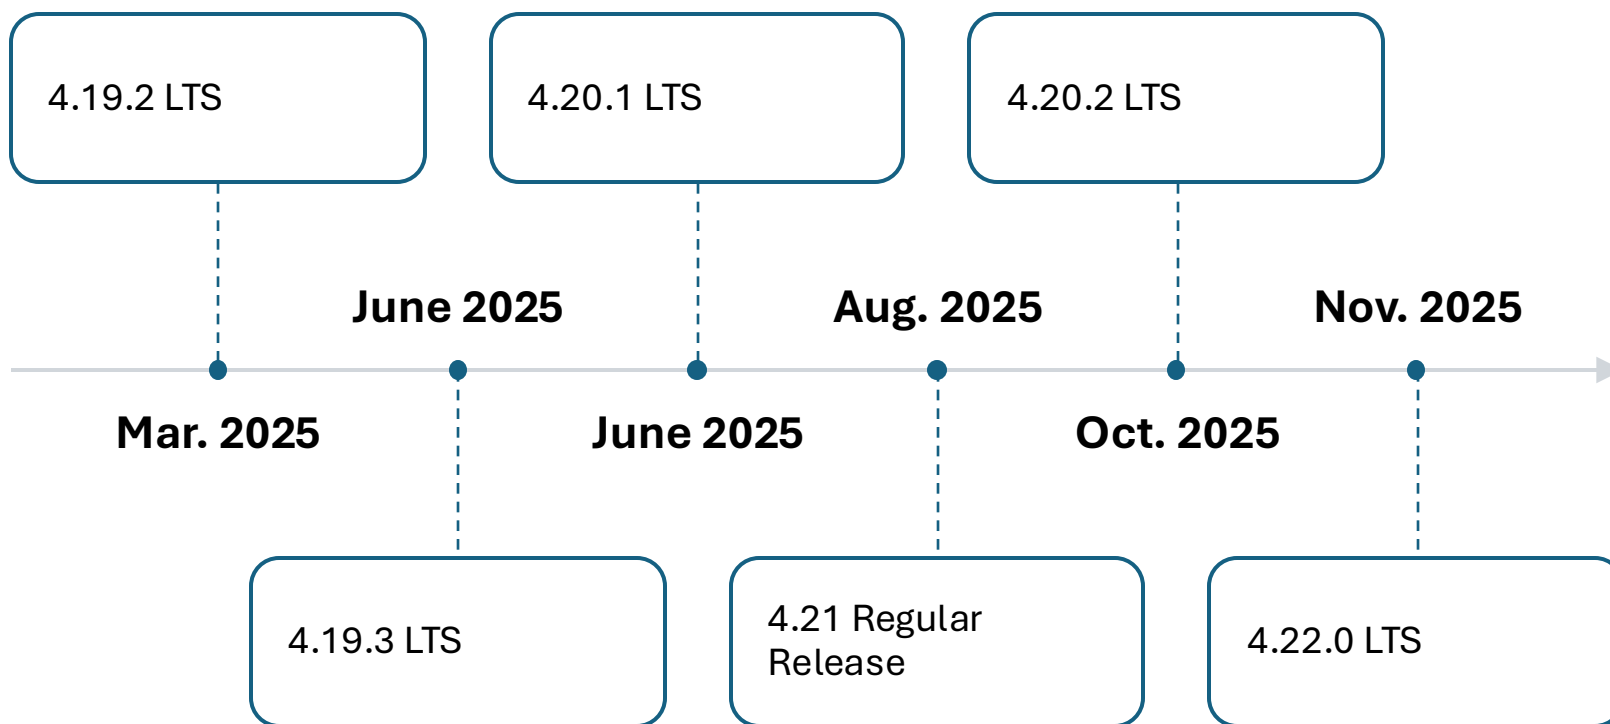 4.19.2 LTS
4.20.1 LTS
4.20.2 LTS
June 2025
Aug. 2025
Nov. 2025
Mar. 2025
June 2025
Oct. 2025
4.19.3 LTS
4.21 Regular
Release
4.22.0 LTS